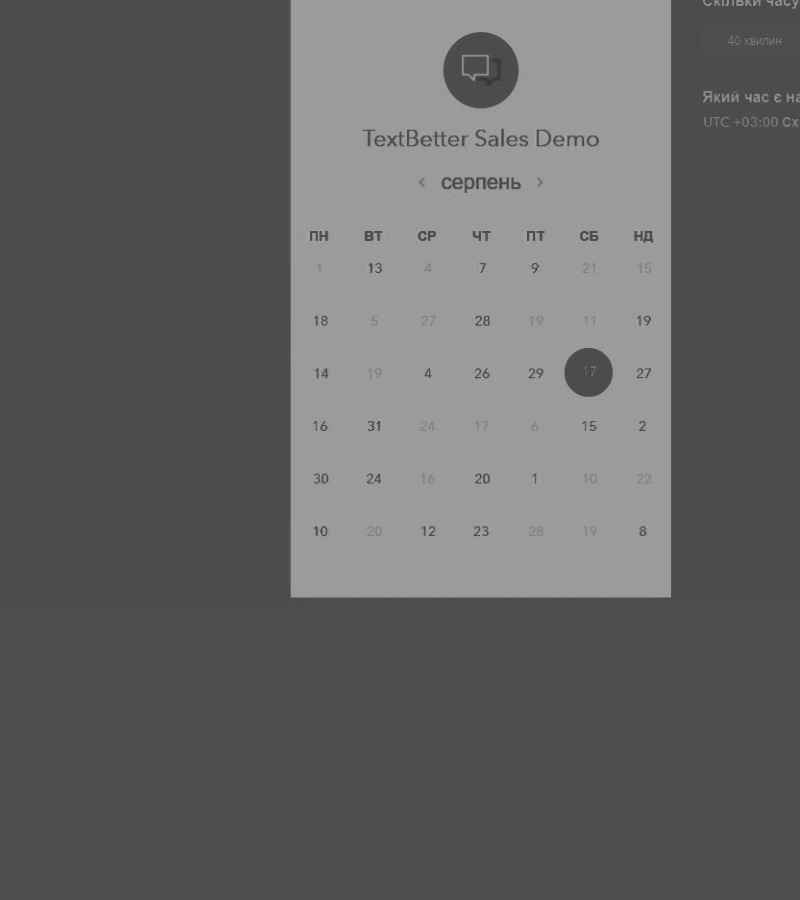 Скільки часу
40 хвилин
Який час є
UTC +03:00
TextBetter Sales Demo
< серпень >
ПН ВТ СР ЧТ ПТ СБ НД
1 13 4 7 9 21 15
18 5 27 28 19 11 19
14 19 4 26 29 17 27
16 31 24 17 6 15 2
30 24 16 20 1 10 22
10 20 12 23 28 19 8